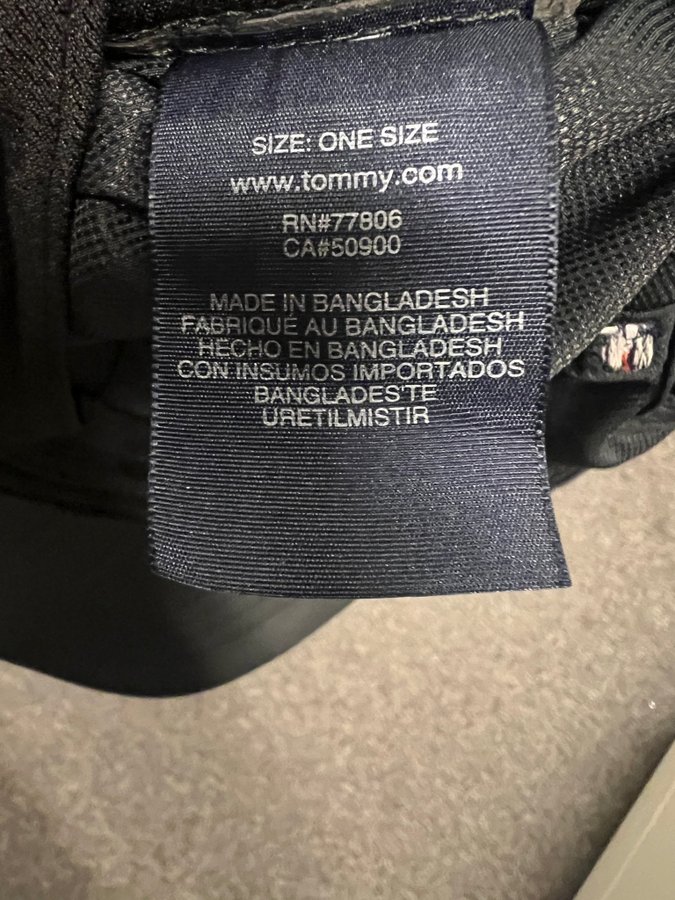 SIZE: ONE SIZE
www.tommy.com
RN#77806
CA#50900
MADE IN BANGLADESH
FABRIQUÉ AU BANGLADESH
HECHO EN BANGLADESH
CON INSUMOS IMPORTADOS
BANGLADES'TE
URETILMISTIR